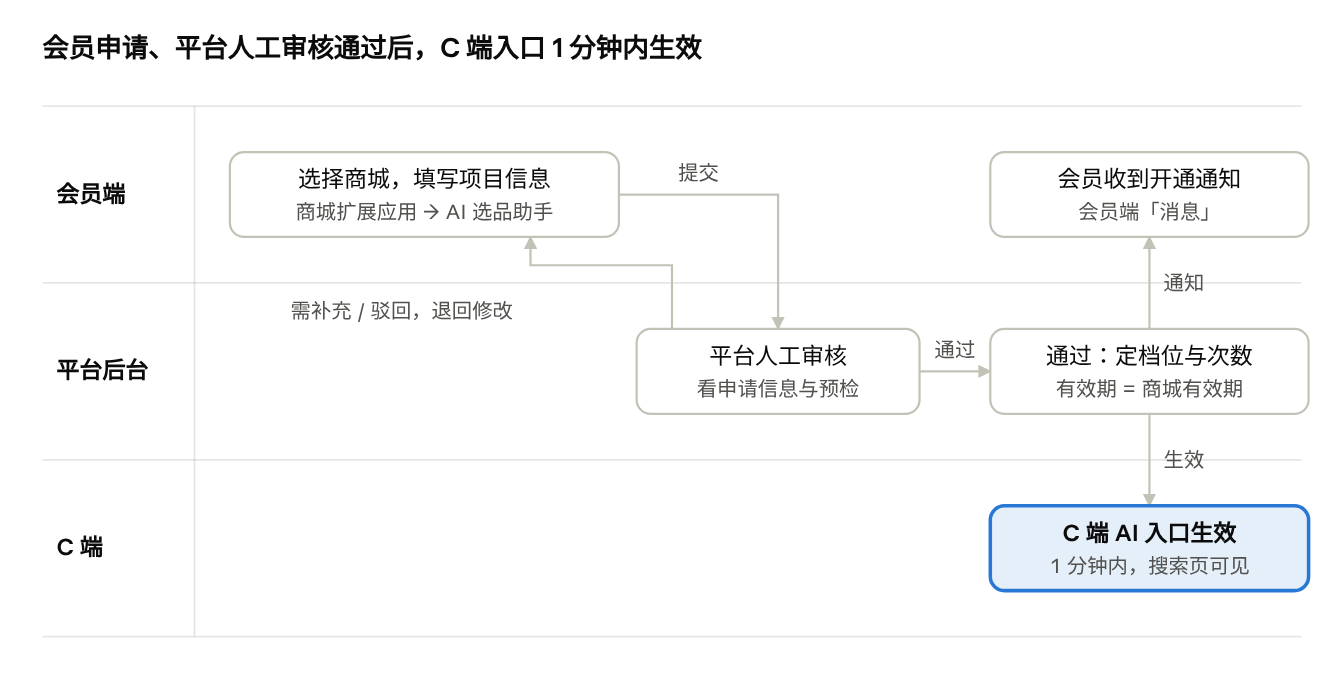 会员申请、平台人工审核通过后，C 端入口 1 分钟内生效
会员端
选择商城，填写项目信息
商城扩展应用 → AI 选品助手
提交
会员收到开通通知
会员端「消息」
通知
需补充 / 驳回，退回修改
平台后台
平台人工审核
看申请信息与预检
通过
通过：定档位与次数
有效期 = 商城有效期
生效
C 端
C 端 AI 入口生效
1 分钟内，搜索页可见